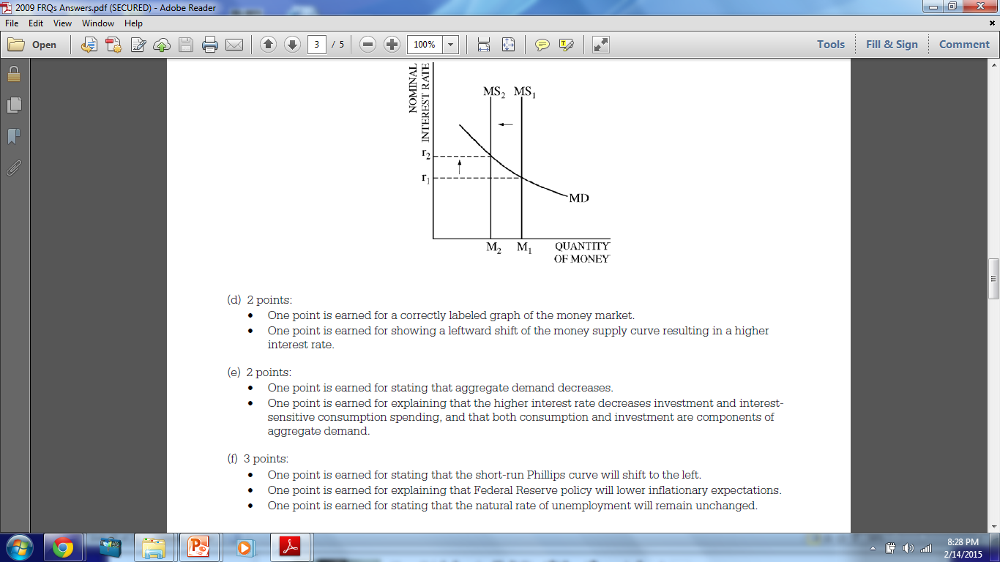 2009 FRQs Answers.pdf (SECURED) - Adobe Reader
File Edit View Window Help
Open 3 / 5 100% Tools Fill & Sign Comment
NOMINAL
INTEREST RATE
MS2 MS1
r2
r1
MD
M2 M1 QUANTITY
OF MONEY
(d) 2 points:
• One point is earned for a correctly labeled graph of the money market.
• One point is earned for showing a leftward shift of the money supply curve resulting in a higher
interest rate.
(e) 2 points:
• One point is earned for stating that aggregate demand decreases.
• One point is earned for explaining that the higher interest rate decreases investment and interest-
sensitive consumption spending, and that both consumption and investment are components of
aggregate demand.
(f) 3 points:
• One point is earned for stating that the short-run Phillips curve will shift to the left.
• One point is earned for explaining that Federal Reserve policy will lower inflationary expectations.
• One point is earned for stating that the natural rate of unemployment will remain unchanged.
8:28 PM
2/14/2015